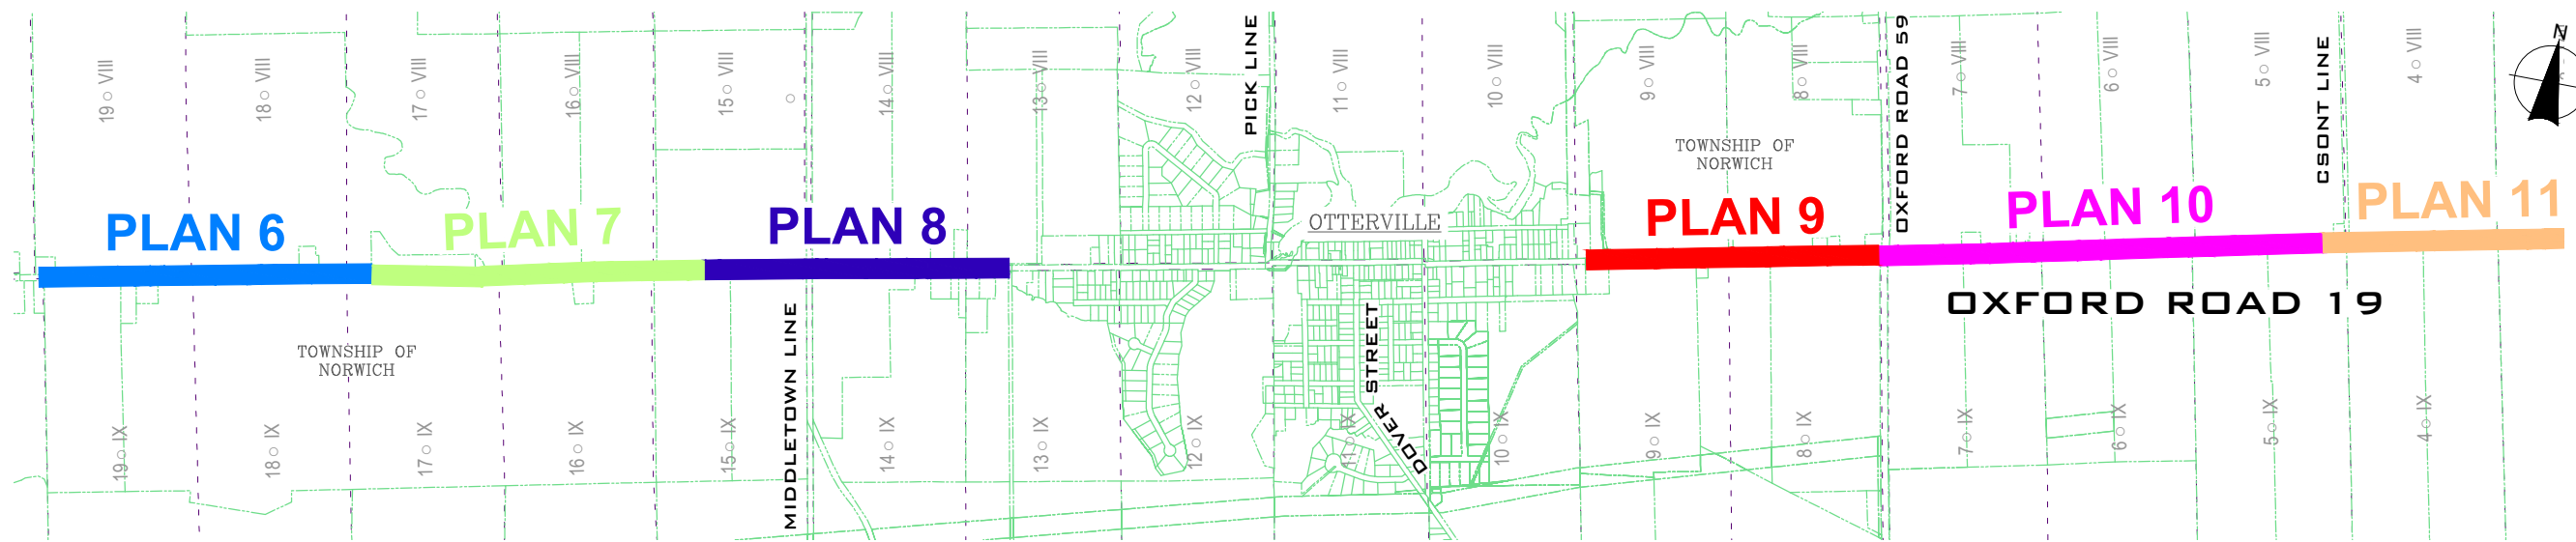 19 VIII
18 VIII
17 VIII
16 VIII
15 VIII
14 VIII
13 VIII
12 VIII
PICK LINE
11 VIII
10 VIII
9 VIII
8 VIII
OXFORD ROAD 59
7 VIII
6 VIII
5 VIII
CSONT LINE
4 VIII
N
TOWNSHIP OF
NORWICH
PLAN 6
PLAN 7
PLAN 8
OTTERVILLE
PLAN 9
PLAN 10
PLAN 11
OXFORD ROAD 19
TOWNSHIP OF
NORWICH
MIDDLETOWN LINE
DOVER STREET
19 IX
18 IX
17 IX
16 IX
15 IX
14 IX
13 IX
12 IX
11 IX
10 IX
9 IX
8 IX
7 IX
6 IX
5 IX
4 IX